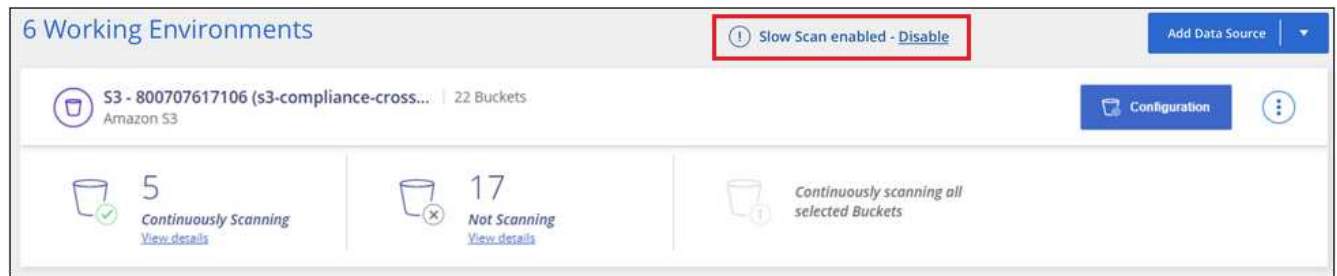 6 Working Environments
Slow Scan enabled - Disable
Add Data Source
S3 - 800707617106 (s3-compliance-cross... | 22 Buckets
Amazon S3
Configuration
5
Continuously Scanning
View details
17
Not Scanning
View details
Continuously scanning all
selected Buckets